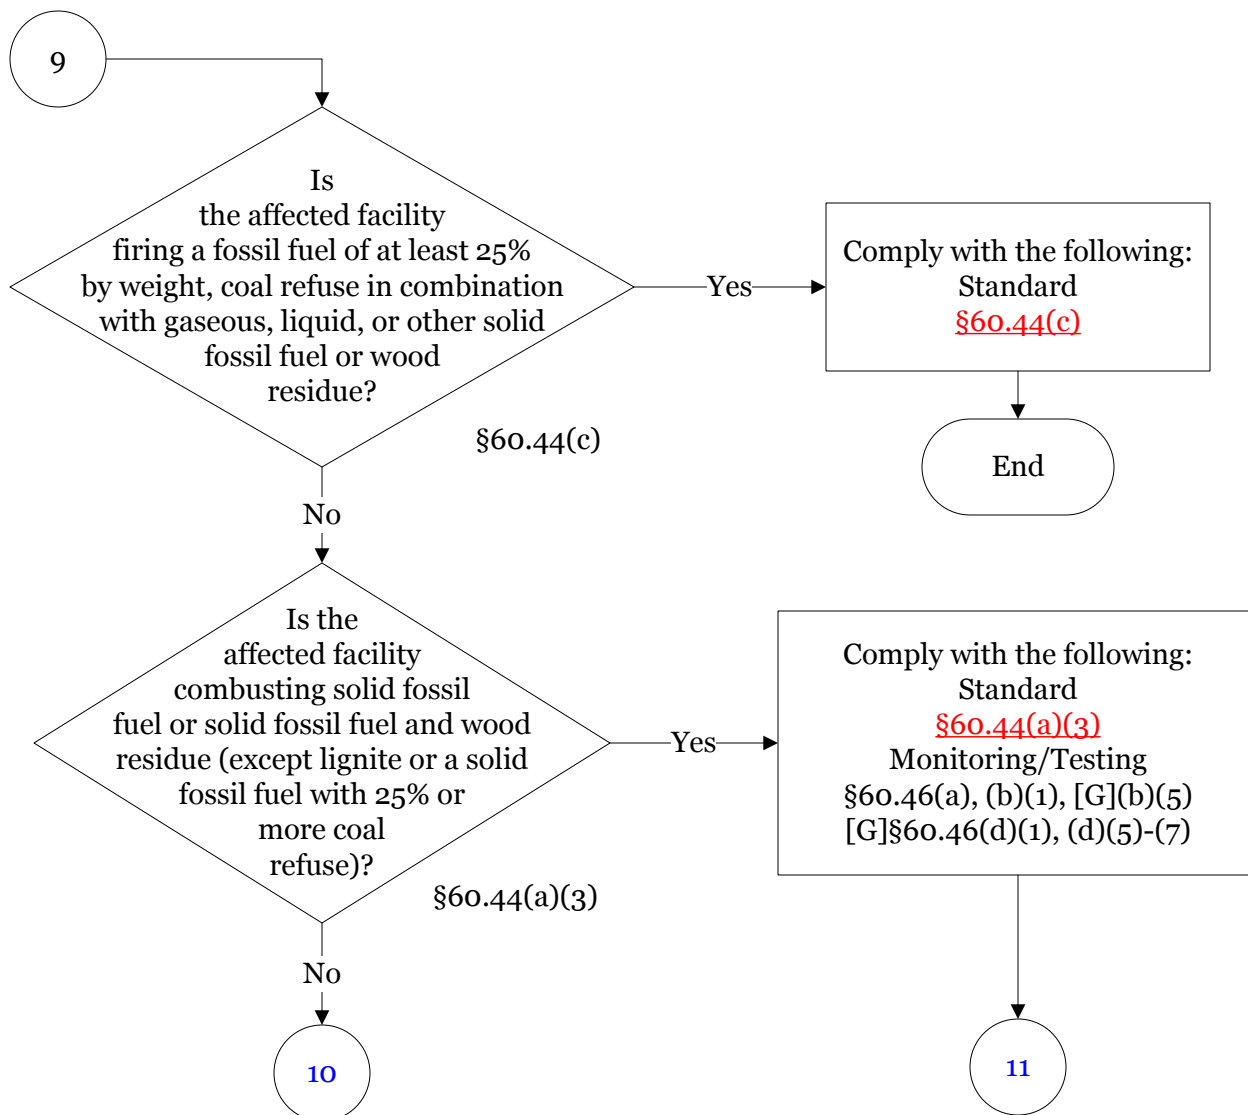 9
Is
the affected facility
firing a fossil fuel of at least 25%
by weight, coal refuse in combination
with gaseous, liquid, or other solid
fossil fuel or wood
residue?
§60.44(c)
Yes
Comply with the following:
Standard
§60.44(c)
End
No
Is the
affected facility
combusting solid fossil
fuel or solid fossil fuel and wood
residue (except lignite or a solid
fossil fuel with 25% or
more coal
refuse)?
§60.44(a)(3)
Yes
Comply with the following:
Standard
§60.44(a)(3)
Monitoring/Testing
§60.46(a), (b)(1), [G](b)(5)
[G]§60.46(d)(1), (d)(5)-(7)
No
10
11